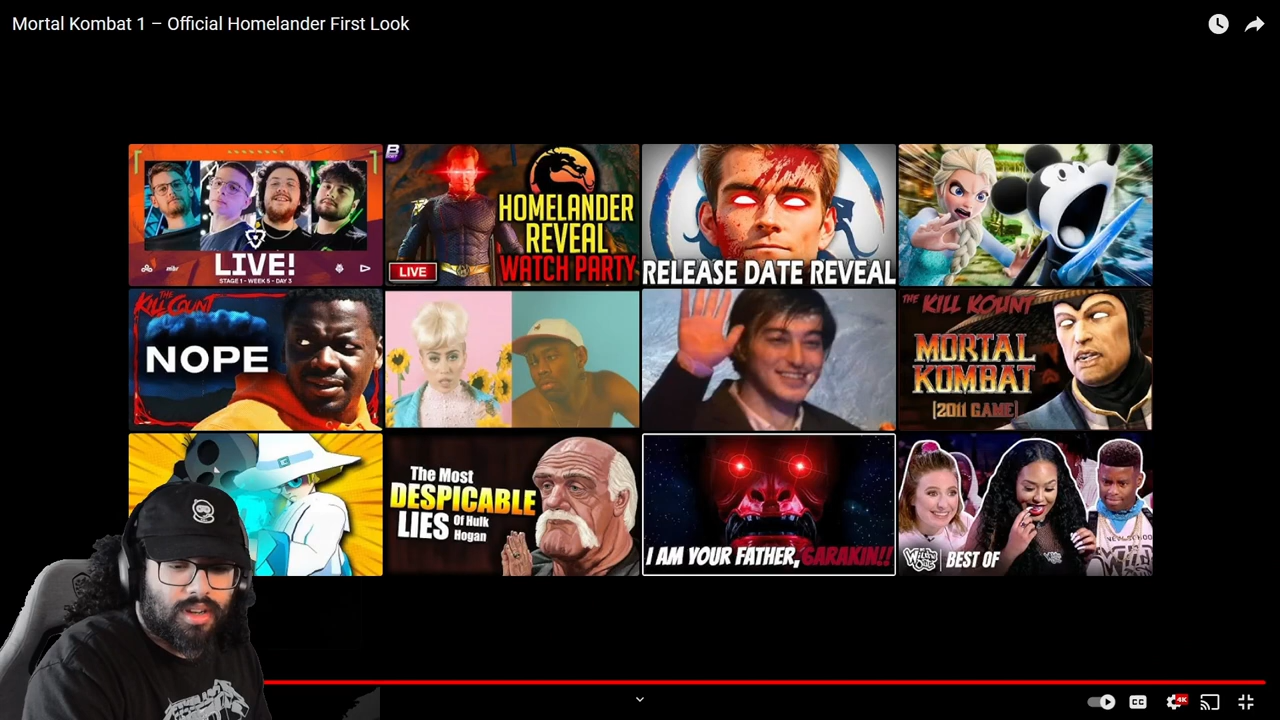 Mortal Kombat 1 – Official Homelander First Look
LIVE!
STAGE 1 - WEEK 5 - DAY 3
HOMELANDER
REVEAL
WATCH PARTY
LIVE
RELEASE DATE REVEAL
THE
KILL COUNT
NOPE
THE KILL KOUNT
MORTAL
KOMBAT
[2011 GAME]
The Most
DESPICABLE
LIES Of Hulk
Hogan
I AM YOUR FATHER, GARAKIN!!
BEST OF
CC
4K